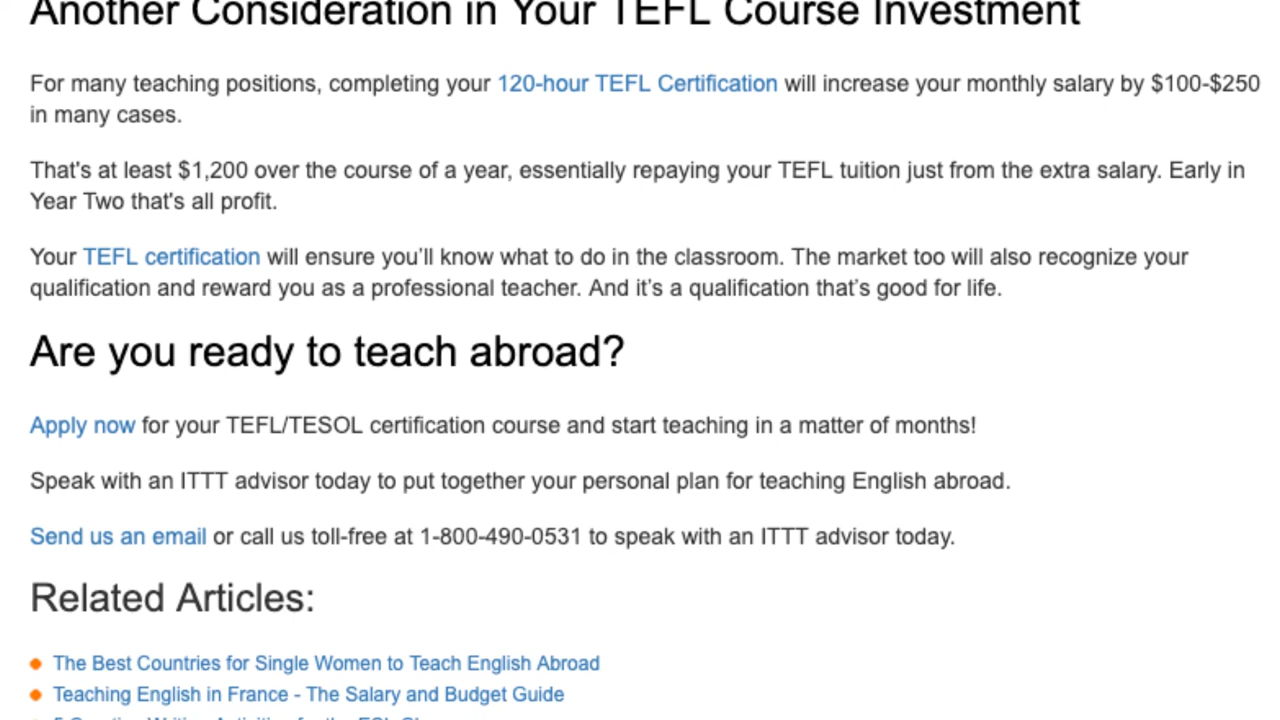 Another Consideration in Your TEFL Course Investment
For many teaching positions, completing your 120-hour TEFL Certification will increase your monthly salary by $100-$250
in many cases.
That's at least $1,200 over the course of a year, essentially repaying your TEFL tuition just from the extra salary. Early in
Year Two that's all profit.
Your TEFL certification will ensure you’ll know what to do in the classroom. The market too will also recognize your
qualification and reward you as a professional teacher. And it’s a qualification that’s good for life.
Are you ready to teach abroad?
Apply now for your TEFL/TESOL certification course and start teaching in a matter of months!
Speak with an ITTT advisor today to put together your personal plan for teaching English abroad.
Send us an email or call us toll-free at 1-800-490-0531 to speak with an ITTT advisor today.
Related Articles:
The Best Countries for Single Women to Teach English Abroad
Teaching English in France - The Salary and Budget Guide